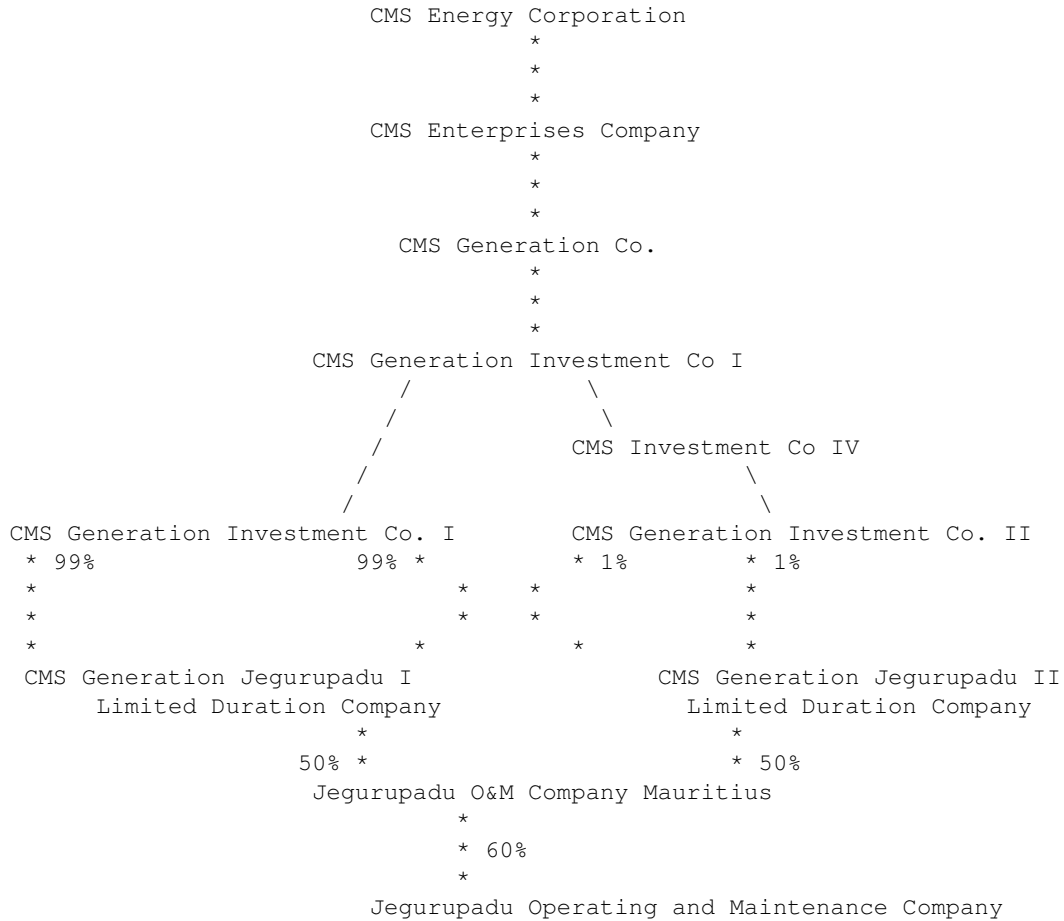 CMS Energy Corporation
*
*
*
CMS Enterprises Company
*
*
*
CMS Generation Co.
*
*
*
CMS Generation Investment Co I
/ \
/ \
/ CMS Investment Co IV
/ \
/ \
CMS Generation Investment Co. I CMS Generation Investment Co. II
* 99% 99% * * 1% * 1%
* * * *
* * * *
* * * *
CMS Generation Jegurupadu I CMS Generation Jegurupadu II
Limited Duration Company Limited Duration Company
* *
50% * * 50%
Jegurupadu O&M Company Mauritius
*
* 60%
*
Jegurupadu Operating and Maintenance Company